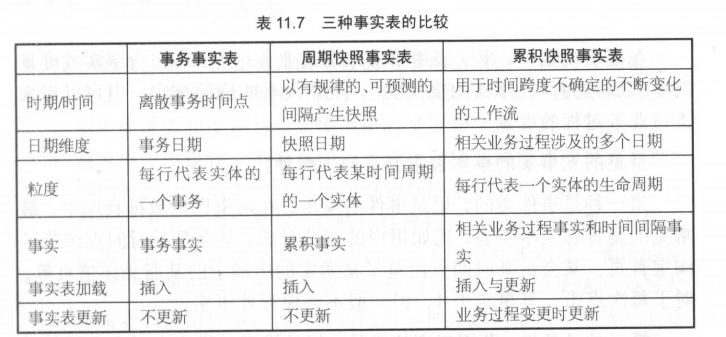 表 11.7 三种事实表的比较
事务事实表 周期快照事实表 累积快照事实表
时期/时间 离散事务时间点 以有规律的、可预测的间隔产生快照 用于时间跨度不确定的不断变化的工作流
日期维度 事务日期 快照日期 相关业务过程涉及的多个日期
粒度 每行代表实体的一个事务 每行代表某时间周期的一个实体 每行代表一个实体的生命周期
事实 事务事实 累积事实 相关业务过程事实和时间间隔事实
事实表加载 插入 插入 插入与更新
事实表更新 不更新 不更新 业务过程变更时更新